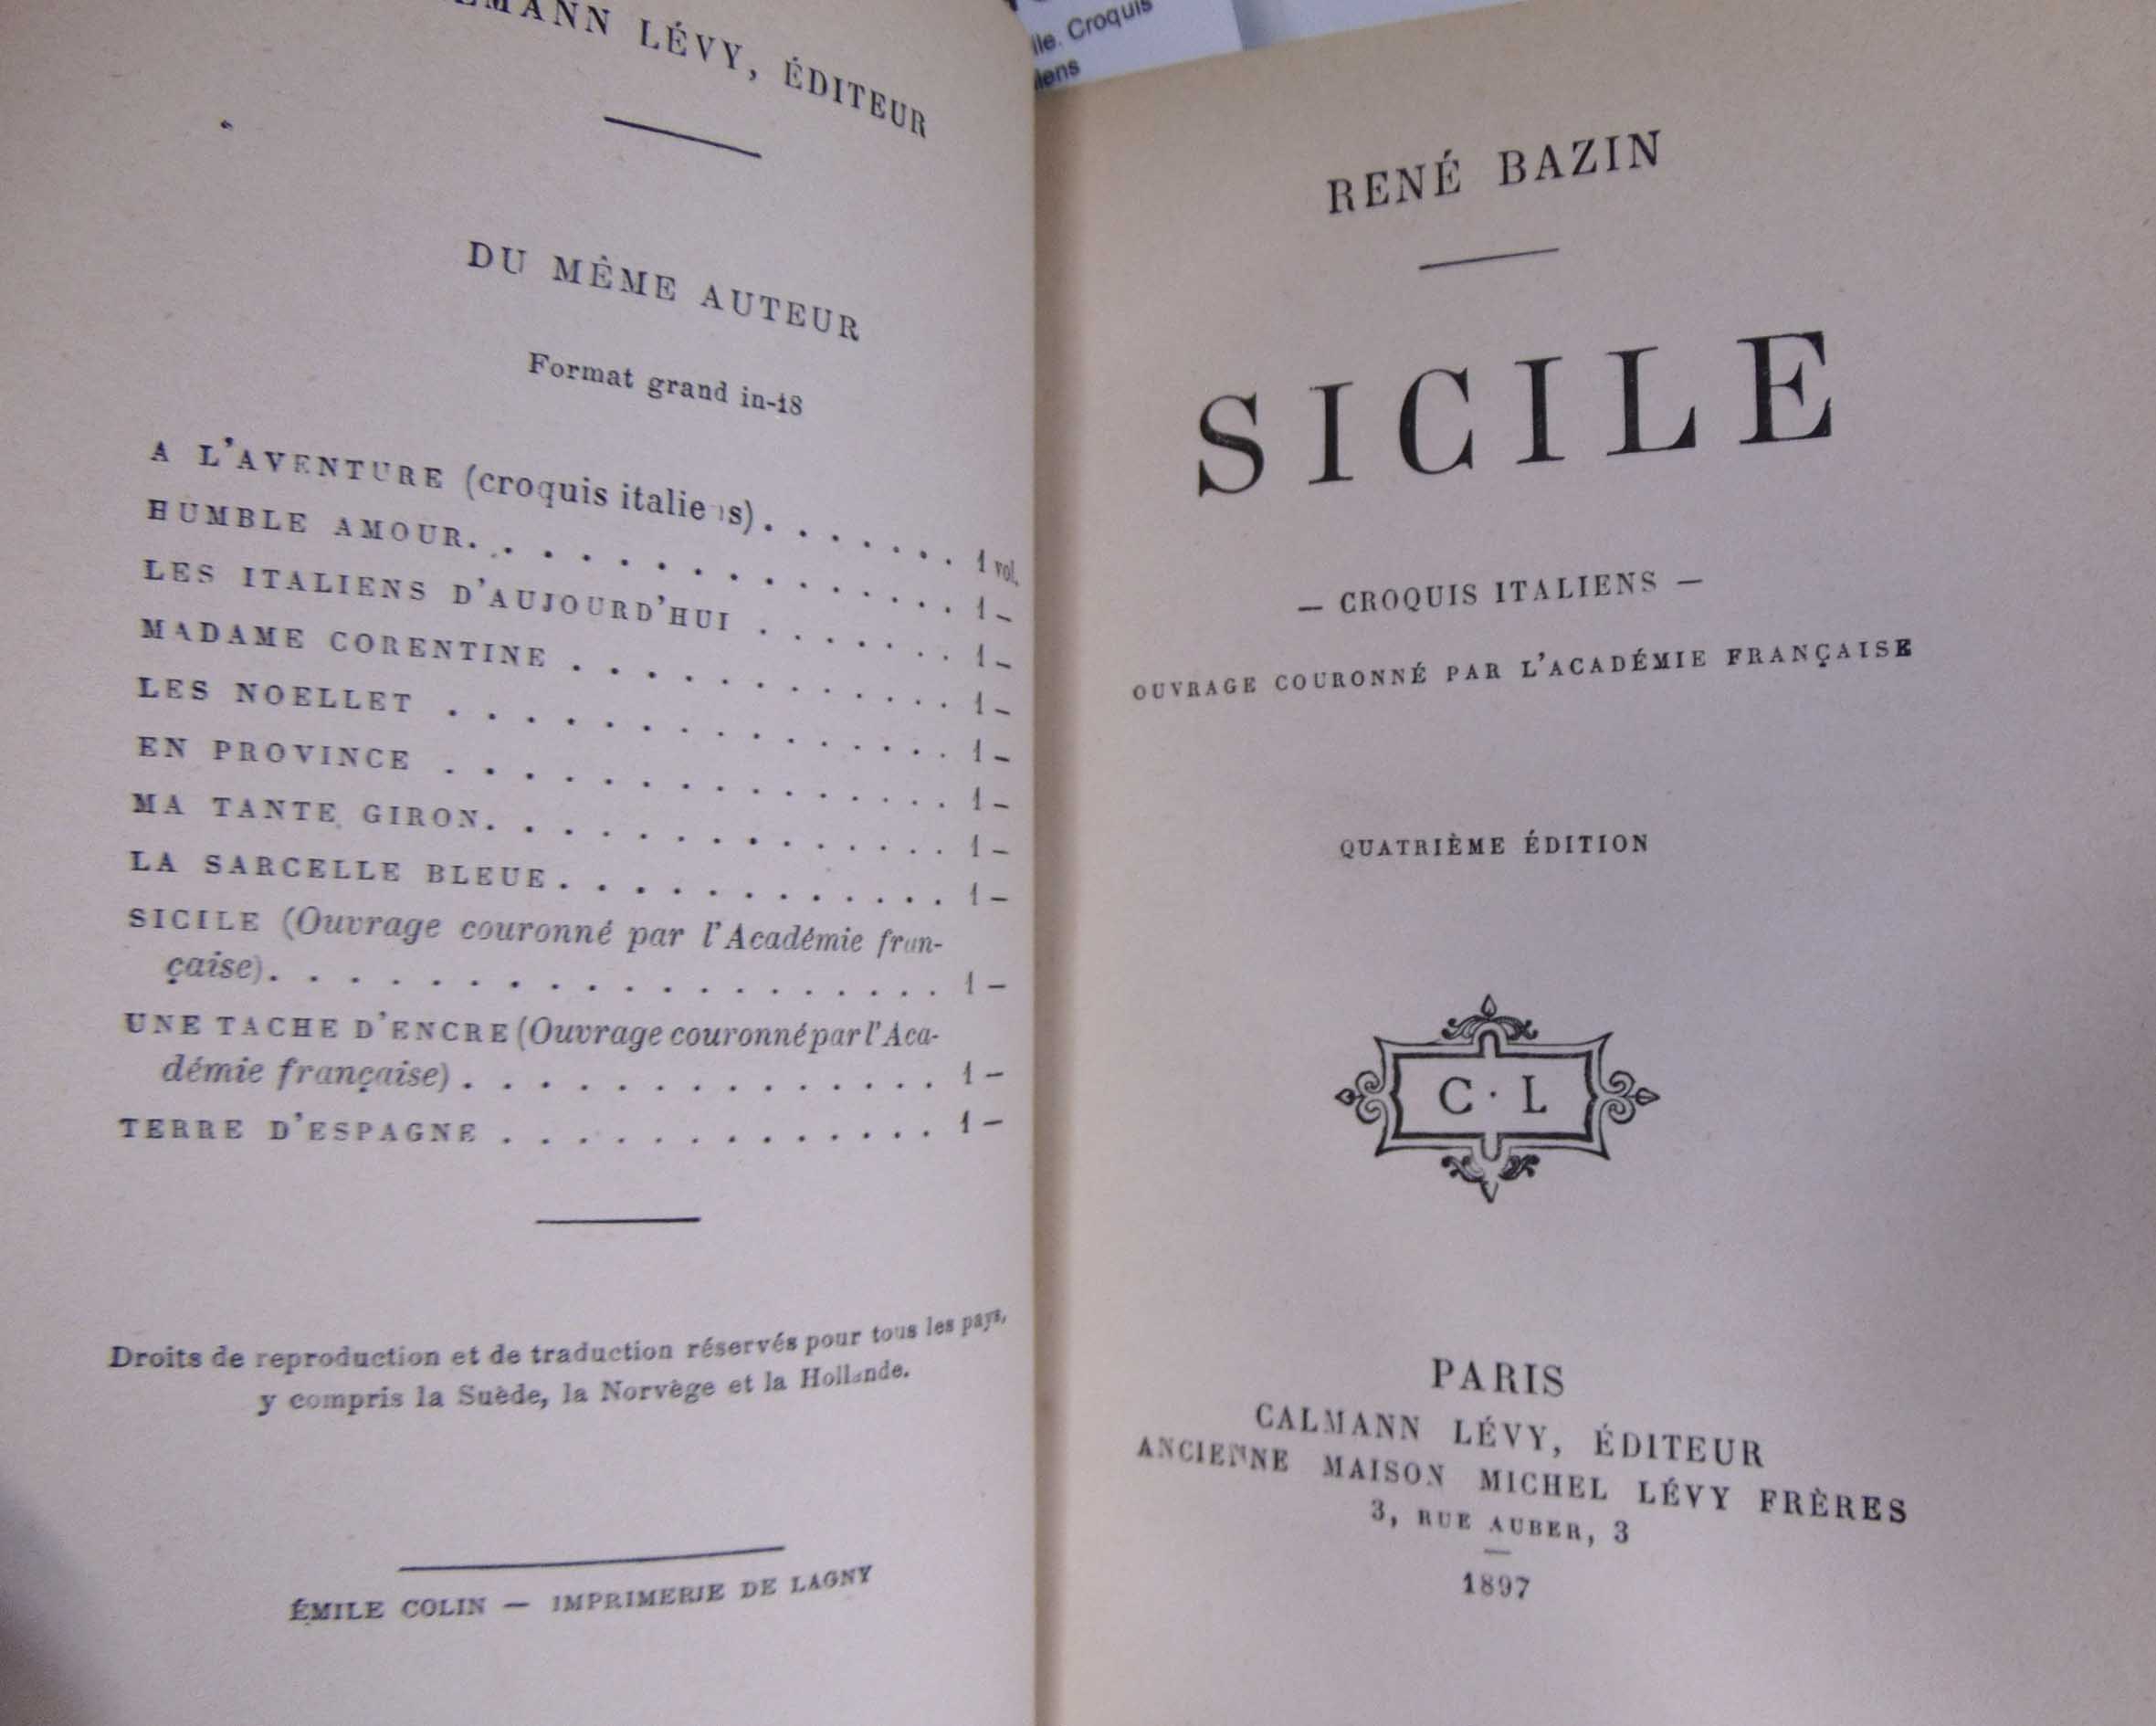 LÉVY, ÉDITEUR
DU MÊME AUTEUR
Format grand in-18
A L'AVENTURE (croquis italiens). . . . . . . 1 vol.
HUMBLE AMOUR. . . . . . . . . . . . . 1 —
LES ITALIENS D'AUJOURD'HUI . . . . . . 1 —
MADAME CORENTINE . . . . . . . . . . . 1 —
LES NOELLET . . . . . . . . . . . . . . 1 —
EN PROVINCE . . . . . . . . . . . . . . 1 —
MA TANTE GIRON. . . . . . . . . . . . . 1 —
LA SARCELLE BLEUE. . . . . . . . . . . 1 —
SICILE (Ouvrage couronné par l'Académie fran-
çaise). . . . . . . . . . . . . . . . . . . 1 —
UNE TACHE D'ENCRE (Ouvrage couronné par l'Aca-
démie française) . . . . . . . . . . . . . 1 —
TERRE D'ESPAGNE . . . . . . . . . . . . 1 —
Droits de reproduction et de traduction réservés pour tous les pays,
y compris la Suède, la Norvège et la Hollande.
ÉMILE COLIN — IMPRIMERIE DE LAGNY
Croquis
RENÉ BAZIN
SICILE
— CROQUIS ITALIENS —
OUVRAGE COURONNÉ PAR L'ACADÉMIE FRANÇAISE
QUATRIÈME ÉDITION
C · L
PARIS
CALMANN LÉVY, ÉDITEUR
ANCIENNE MAISON MICHEL LÉVY FRÈRES
3, RUE AUBER, 3
1897